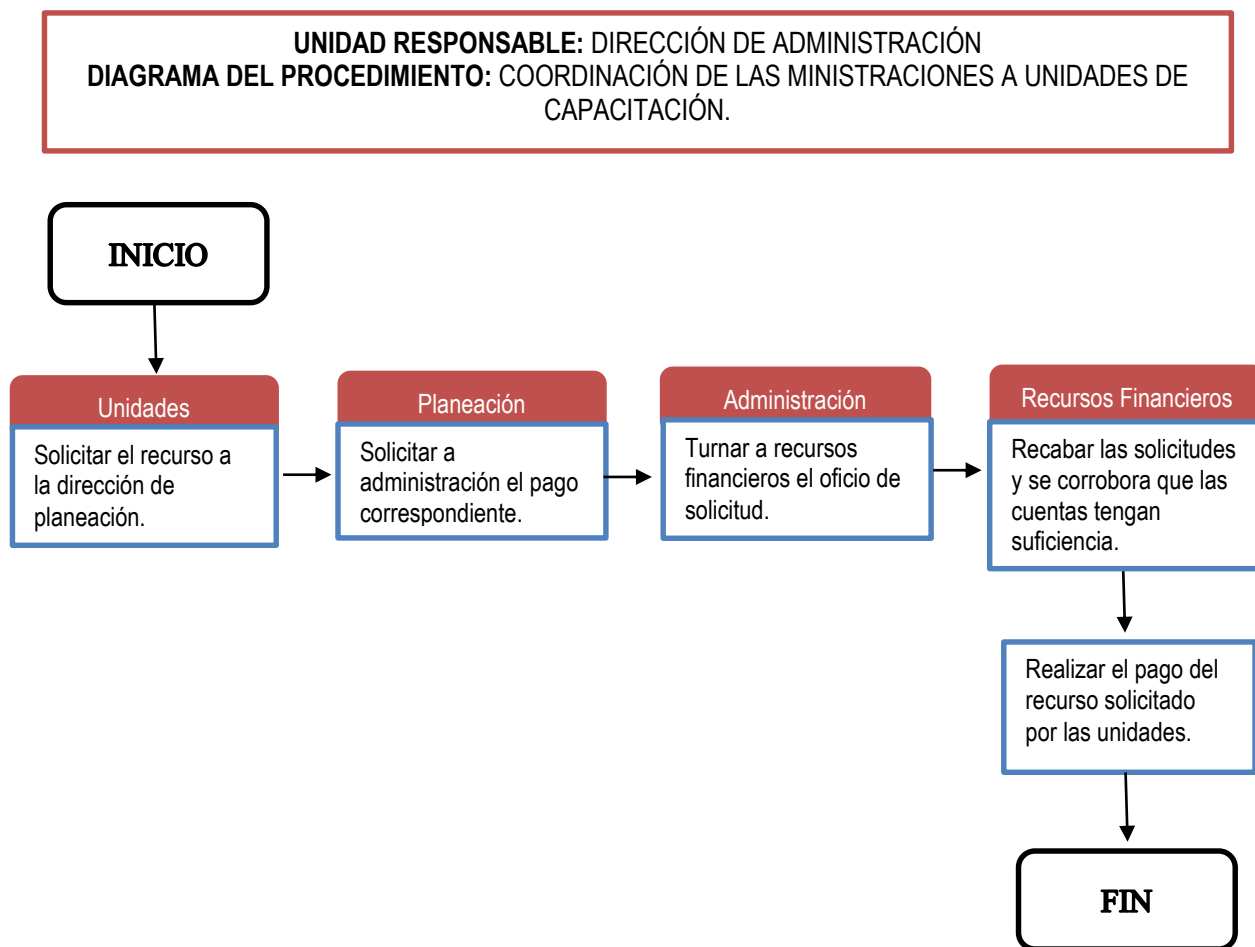 UNIDAD RESPONSABLE: DIRECCIÓN DE ADMINISTRACIÓN
DIAGRAMA DEL PROCEDIMIENTO: COORDINACIÓN DE LAS MINISTRACIONES A UNIDADES DE
CAPACITACIÓN.
INICIO
Unidades
Solicitar el recurso a
la dirección de
planeación.
Planeación
Solicitar a
administración el pago
correspondiente.
Administración
Turnar a recursos
financieros el oficio de
solicitud.
Recursos Financieros
Recabar las solicitudes
y se corrobora que las
cuentas tengan
suficiencia.
Realizar el pago del
recurso solicitado
por las unidades.
FIN